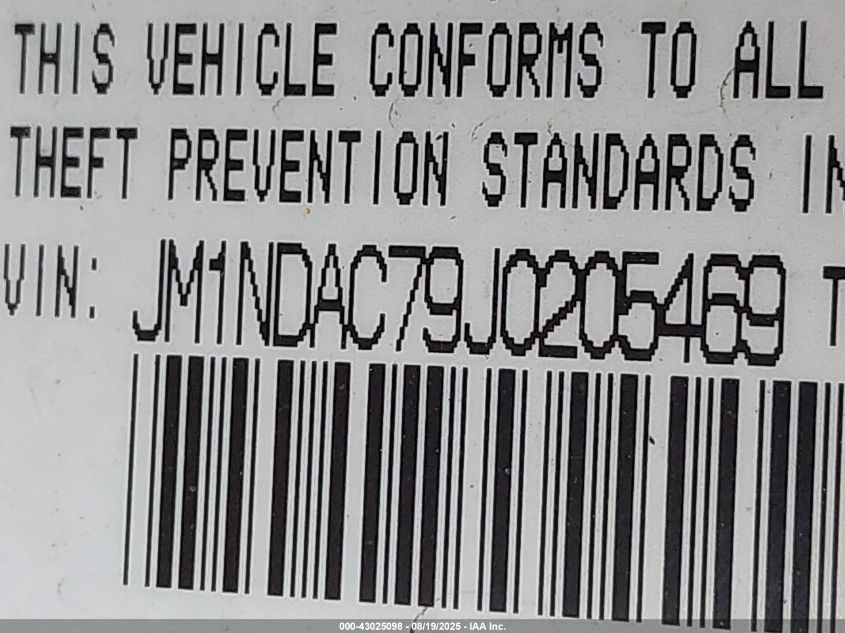 THIS VEHICLE CONFORMS TO ALL
THEFT PREVENTION STANDARDS IN
VIN: JM1NDAC79J0205469 T
000-43025098 - 08/19/2025 - IAA Inc.